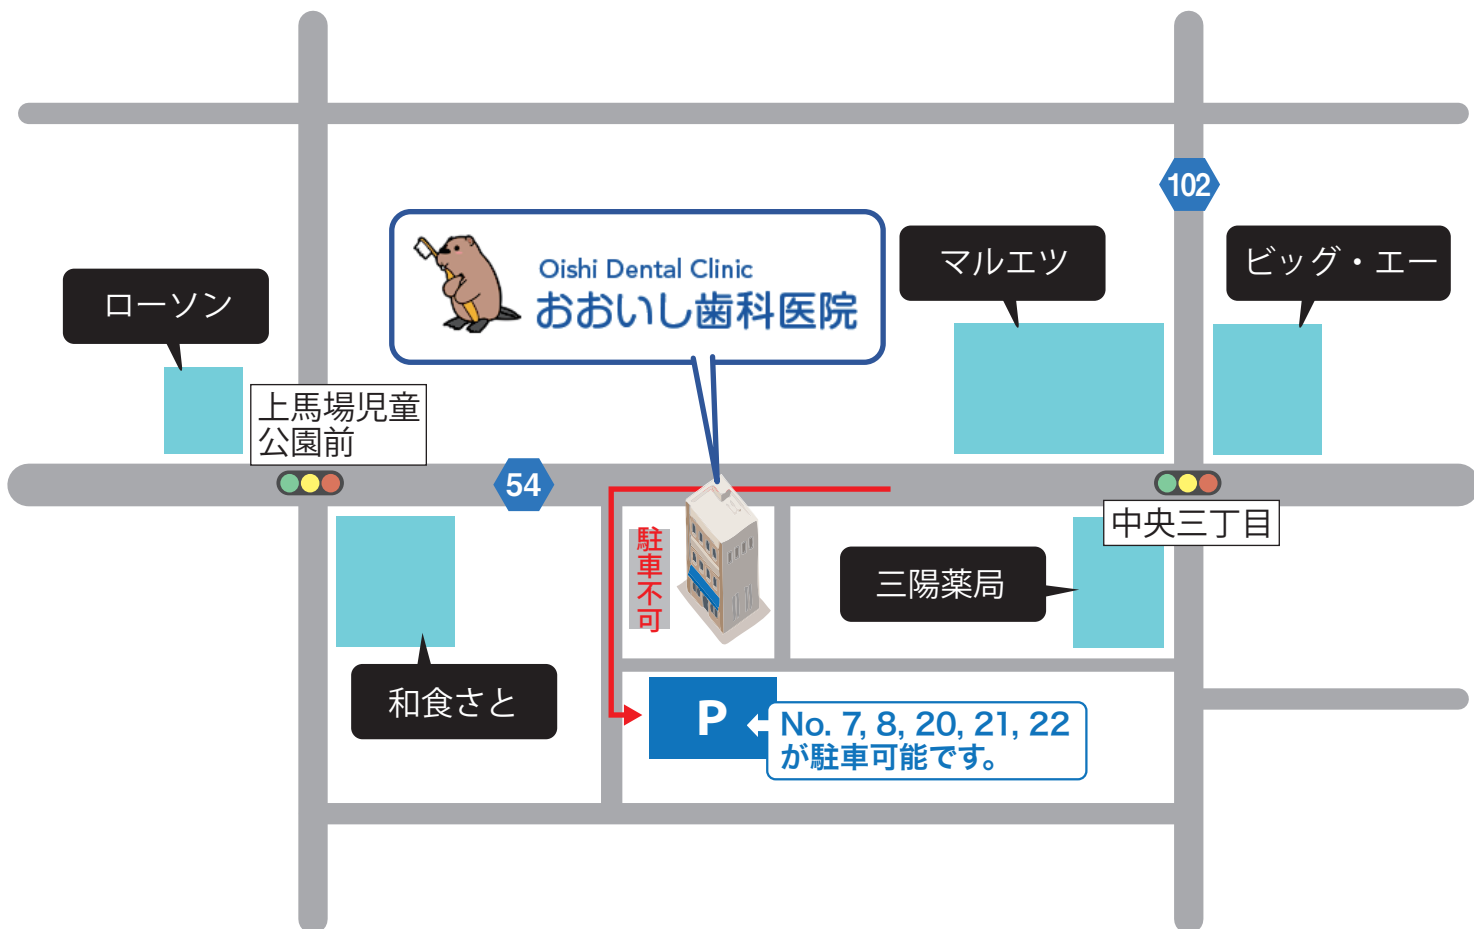 102
Oishi Dental Clinic
おおいし歯科医院
マルエツ
ビッグ・エー
ローソン
上馬場児童
公園前
54
中央三丁目
駐車不可
三陽薬局
和食さと
P
No. 7, 8, 20, 21, 22
が駐車可能です。